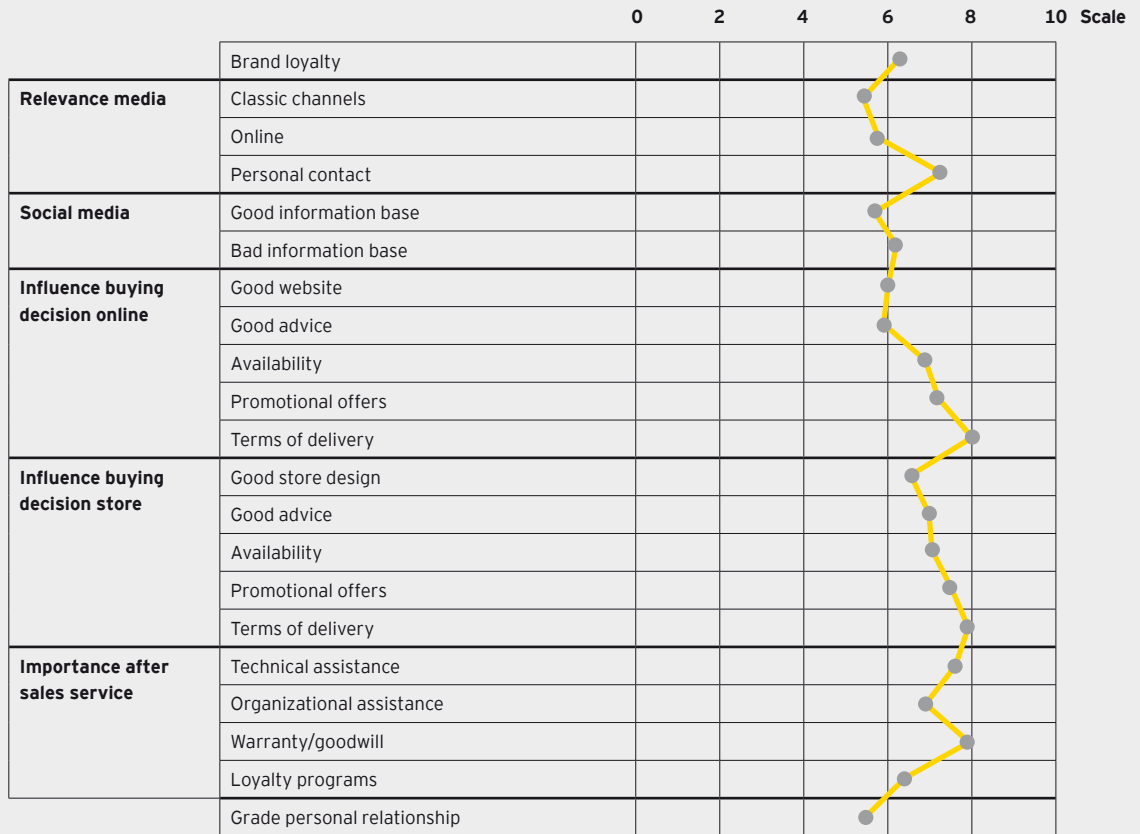 0 2 4 6 8 10 Scale
Brand loyalty
Relevance media Classic channels
Online
Personal contact
Social media Good information base
Bad information base
Influence buying Good website
decision online
Good advice
Availability
Promotional offers
Terms of delivery
Influence buying Good store design
decision store
Good advice
Availability
Promotional offers
Terms of delivery
Importance after Technical assistance
sales service
Organizational assistance
Warranty/goodwill
Loyalty programs
Grade personal relationship